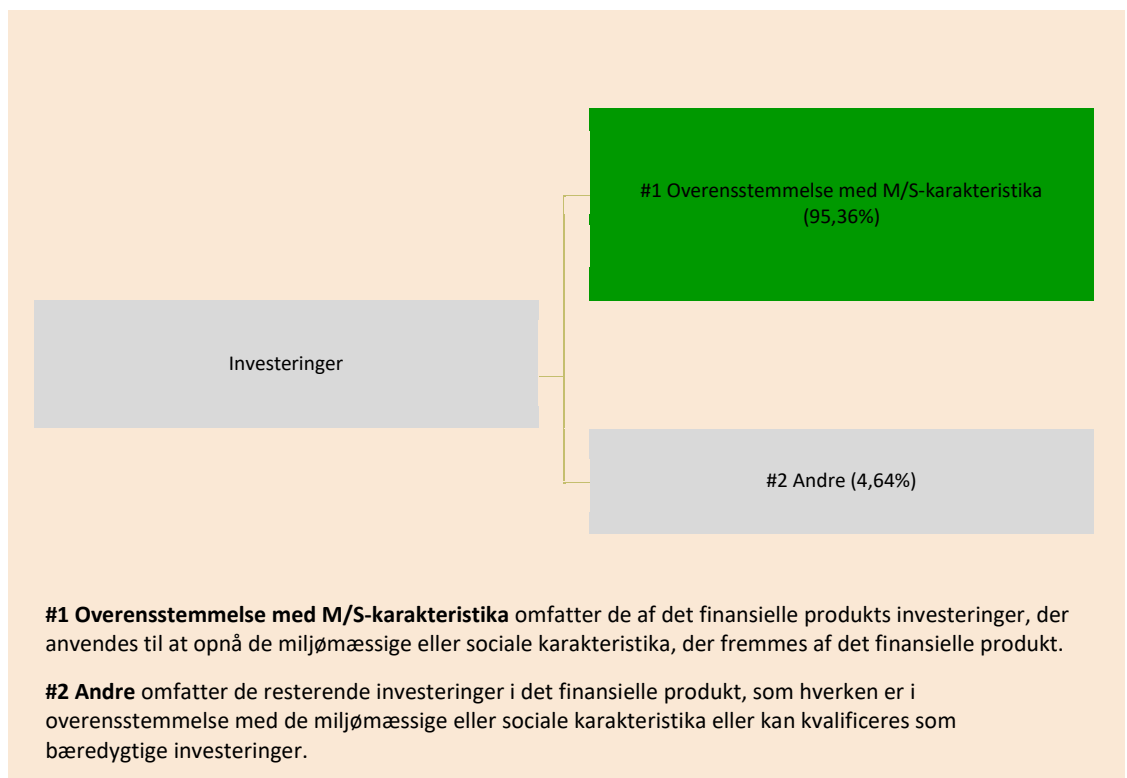 #1 Overensstemmelse med M/S-karakteristika
(95,36%)
Investeringer
#2 Andre (4,64%)
#1 Overensstemmelse med M/S-karakteristika omfatter de af det finansielle produkts investeringer, der
anvendes til at opnå de miljømæssige eller sociale karakteristika, der fremmes af det finansielle produkt.
#2 Andre omfatter de resterende investeringer i det finansielle produkt, som hverken er i
overensstemmelse med de miljømæssige eller sociale karakteristika eller kan kvalificeres som
bæredygtige investeringer.